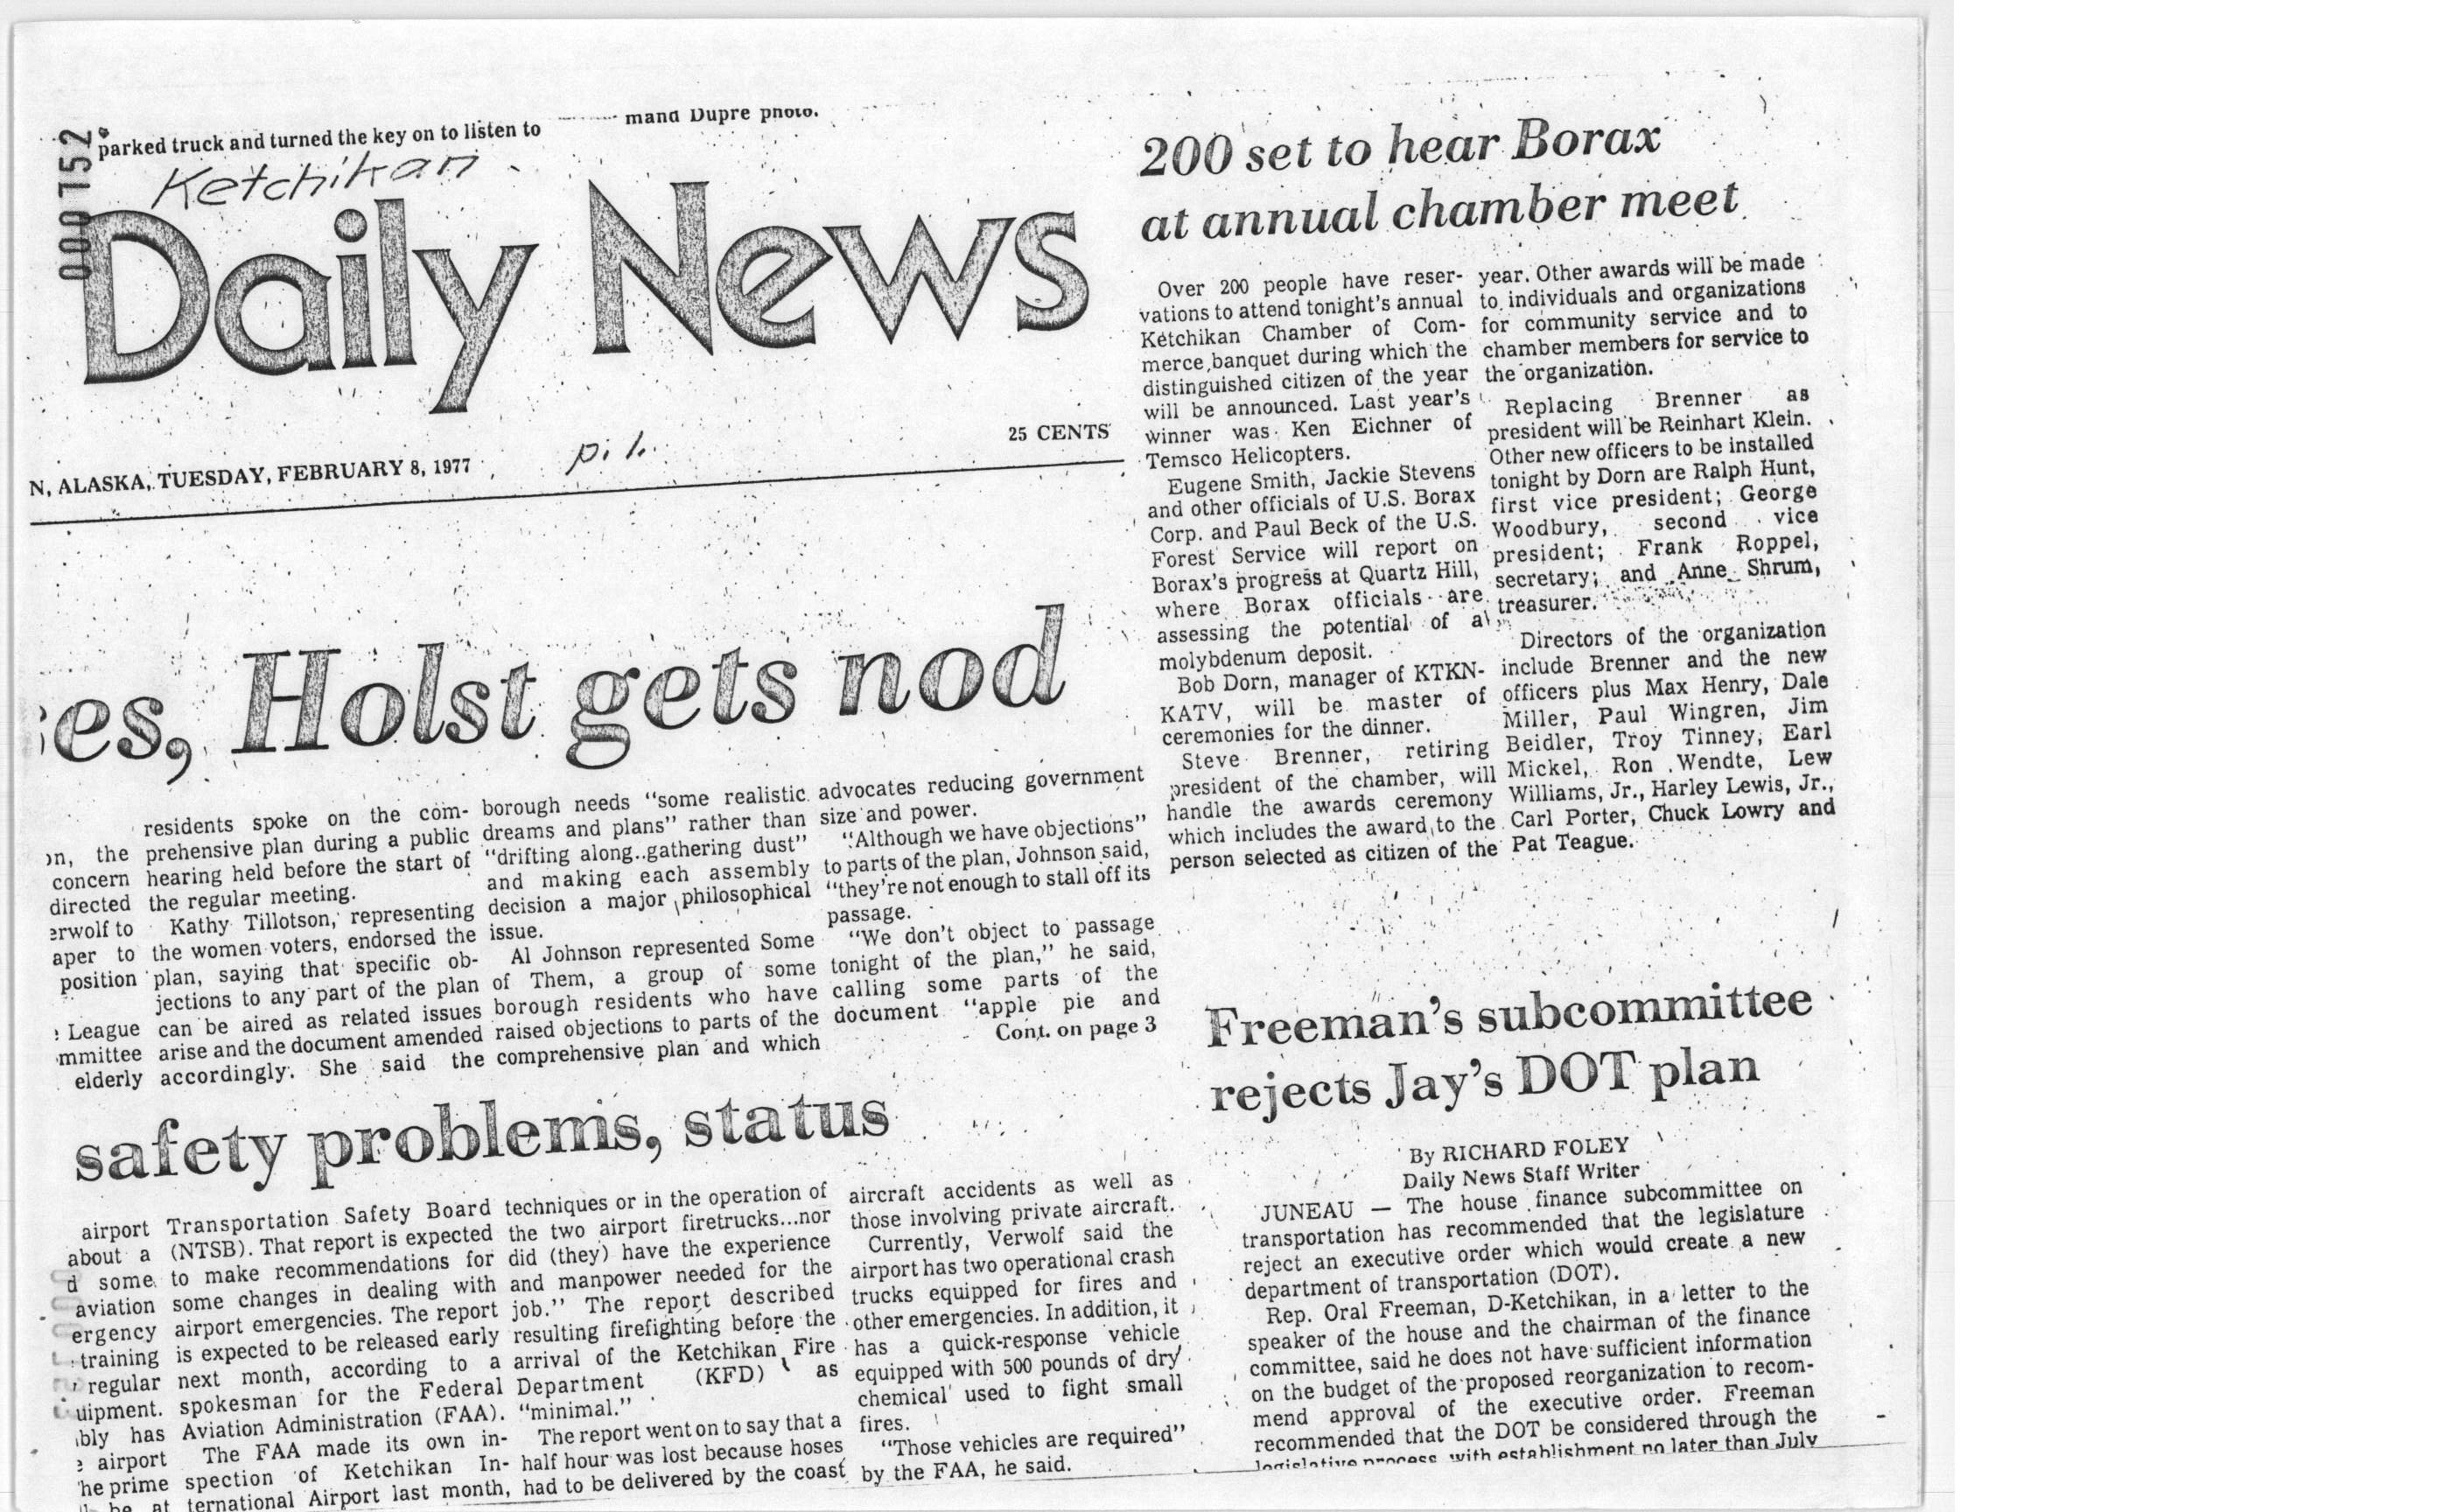 000752
parked truck and turned the key on to listen to
mand Dupre photo.
Ketchikan
Daily News
N, ALASKA, TUESDAY, FEBRUARY 8, 1977
p. 1.
25 CENTS
es, Holst gets nod
on, the
concern
directed
erwolf to
aper to
position
League
mmittee
elderly
residents spoke on the com-
prehensive plan during a public
hearing held before the start of
the regular meeting.
Kathy Tillotson, representing
the women voters, endorsed the
plan, saying that specific ob-
jections to any part of the plan
can be aired as related issues
arise and the document amended
accordingly. She said the
borough needs "some realistic
dreams and plans" rather than
"drifting along..gathering dust"
and making each assembly
decision a major philosophical
issue.
Al Johnson represented Some
of Them, a group of some
borough residents who have
raised objections to parts of the
comprehensive plan and which
advocates reducing government
size and power.
"Although we have objections"
to parts of the plan, Johnson said,
"they're not enough to stall off its
passage.
"We don't object to passage
tonight of the plan," he said,
calling some parts of the
document "apple pie and
Cont. on page 3
safety problems, status
airport
about a
d some
aviation
ergency
training
regular
uipment.
bly has
airport
he prime
be at
Transportation Safety Board
(NTSB). That report is expected
to make recommendations for
some changes in dealing with
airport emergencies. The report
is expected to be released early
next month, according to a
spokesman for the Federal
Aviation Administration (FAA).
The FAA made its own in-
spection of Ketchikan In-
ternational Airport last month,
techniques or in the operation of
the two airport firetrucks...nor
did (they) have the experience
and manpower needed for the
job." The report described
resulting firefighting before the
arrival of the Ketchikan Fire
Department (KFD) as
"minimal."
The report went on to say that a
half hour was lost because hoses
had to be delivered by the coast
aircraft accidents as well as
those involving private aircraft.
Currently, Verwolf said the
airport has two operational crash
trucks equipped for fires and
other emergencies. In addition, it
has a quick-response vehicle
equipped with 500 pounds of dry
chemical used to fight small
fires.
"Those vehicles are required"
by the FAA, he said.
200 set to hear Borax
at annual chamber meet
Over 200 people have reser-
vations to attend tonight's annual
Ketchikan Chamber of Com-
merce banquet during which the
distinguished citizen of the year
will be announced. Last year's
winner was Ken Eichner of
Temsco Helicopters.
Eugene Smith, Jackie Stevens
and other officials of U.S. Borax
Corp. and Paul Beck of the U.S.
Forest Service will report on
Borax's progress at Quartz Hill,
where Borax officials are
assessing the potential of a
molybdenum deposit.
Bob Dorn, manager of KTKN-
KATV, will be master of
ceremonies for the dinner.
Steve Brenner, retiring
president of the chamber, will
handle the awards ceremony
which includes the award to the
person selected as citizen of the
year. Other awards will be made
to individuals and organizations
for community service and to
chamber members for service to
the organization.
Replacing Brenner as
president will be Reinhart Klein.
Other new officers to be installed
tonight by Dorn are Ralph Hunt,
first vice president; George
Woodbury, second vice
president; Frank Roppel,
secretary; and Anne Shrum,
treasurer.
Directors of the organization
include Brenner and the new
officers plus Max Henry, Dale
Miller, Paul Wingren, Jim
Beidler, Troy Tinney, Earl
Mickel, Ron Wendte, Lew
Williams, Jr., Harley Lewis, Jr.,
Carl Porter, Chuck Lowry and
Pat Teague.
Freeman's subcommittee
rejects Jay's DOT plan
By RICHARD FOLEY
Daily News Staff Writer
JUNEAU — The house finance subcommittee on
transportation has recommended that the legislature
reject an executive order which would create a new
department of transportation (DOT).
Rep. Oral Freeman, D-Ketchikan, in a letter to the
speaker of the house and the chairman of the finance
committee, said he does not have sufficient information
on the budget of the proposed reorganization to recom-
mend approval of the executive order. Freeman
recommended that the DOT be considered through the
legislative process, with establishment no later than July